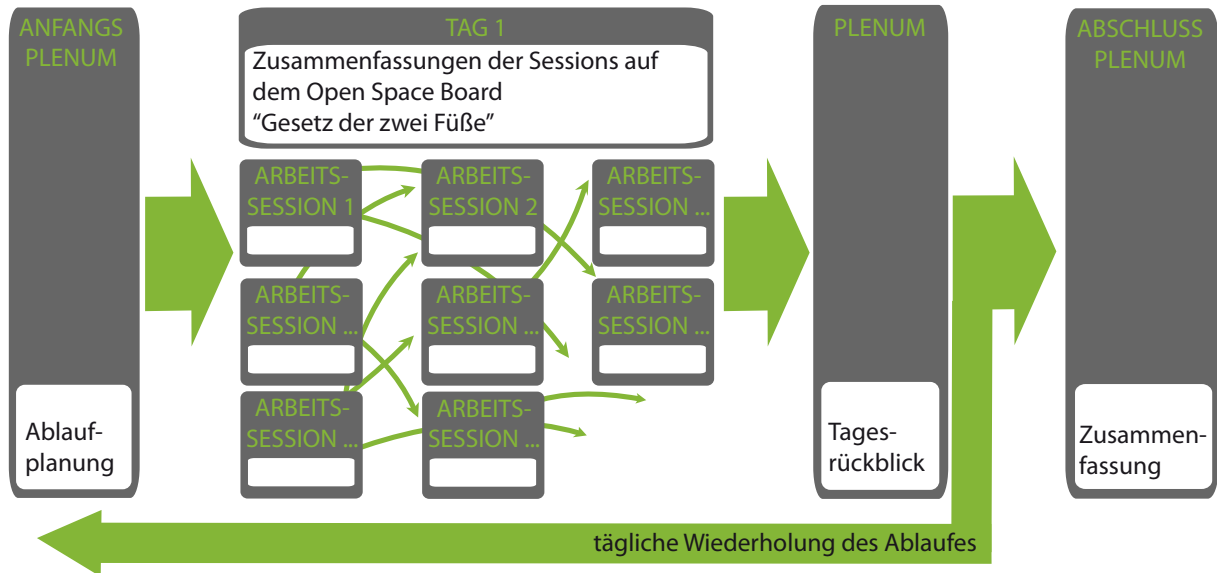 ANFANGS
PLENUM
Ablauf-
planung
TAG 1
Zusammenfassungen der Sessions auf
dem Open Space Board
“Gesetz der zwei Füße”
ARBEITS-
SESSION 1
ARBEITS-
SESSION 2
ARBEITS-
SESSION ...
ARBEITS-
SESSION ...
ARBEITS-
SESSION ...
ARBEITS-
SESSION ...
ARBEITS-
SESSION ...
ARBEITS-
SESSION ...
PLENUM
Tages-
rückblick
ABSCHLUSS
PLENUM
Zusammen-
fassung
tägliche Wiederholung des Ablaufes